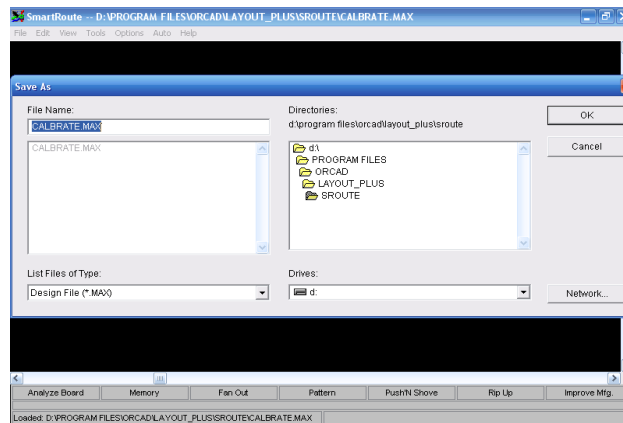 SmartRoute -- D:\PROGRAM FILES\ORCAD\LAYOUT_PLUS\SROUTE\CALBRATE.MAX
File Edit View Tools Options Auto Help
Save As
File Name:
CALBRATE.MAX
CALBRATE.MAX
Directories:
d:\program files\orcad\layout_plus\sroute
d:\
PROGRAM FILES
ORCAD
LAYOUT_PLUS
SROUTE
OK
Cancel
List Files of Type:
Design File (*.MAX)
Drives:
d:
Network...
Analyze Board Memory Fan Out Pattern Push'N Shove Rip Up Improve Mfg.
Loaded: D:\PROGRAM FILES\ORCAD\LAYOUT_PLUS\SROUTE\CALBRATE.MAX